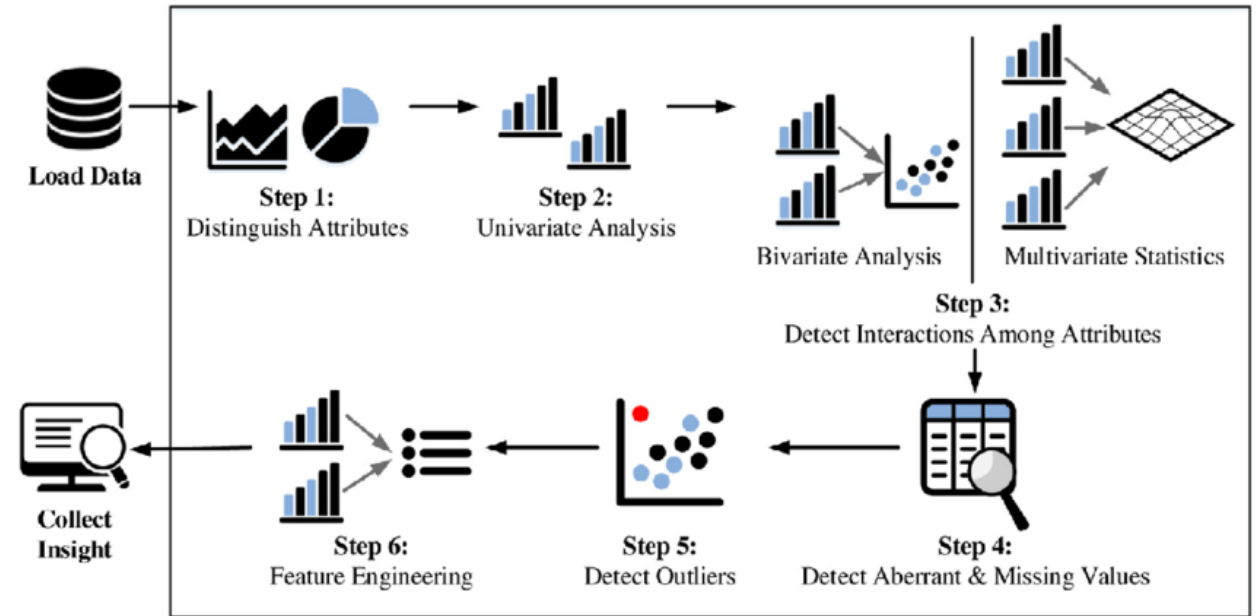 Load Data
Step 1:
Distinguish Attributes
Step 2:
Univariate Analysis
Bivariate Analysis
Multivariate Statistics
Step 3:
Detect Interactions Among Attributes
Step 4:
Detect Aberrant & Missing Values
Step 5:
Detect Outliers
Step 6:
Feature Engineering
Collect
Insight